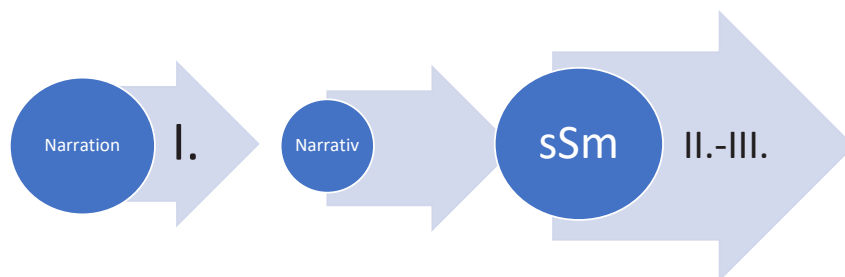 Narration
I.
Narrativ
sSm
II.-III.